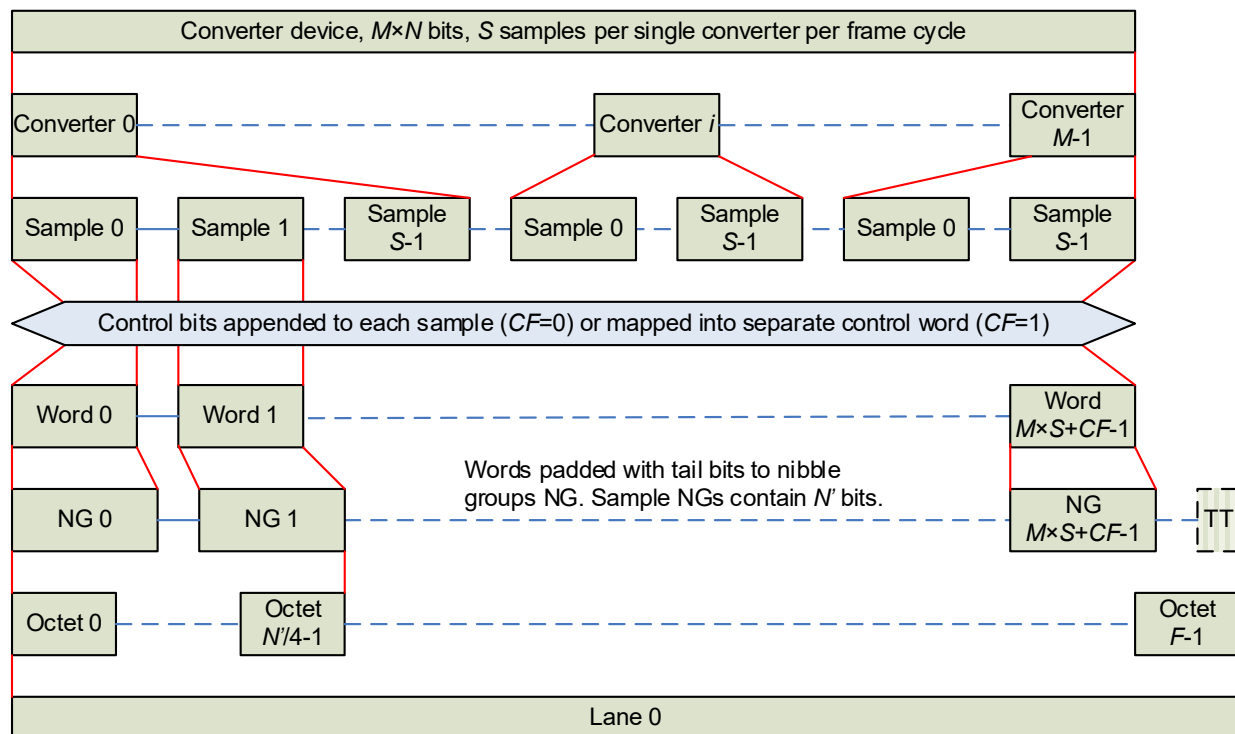 Converter device, M×N bits, S samples per single converter per frame cycle
Converter 0
Converter i
Converter
M-1
Sample 0
Sample 1
Sample
S-1
Sample 0
Sample
S-1
Sample 0
Sample
S-1
Control bits appended to each sample (CF=0) or mapped into separate control word (CF=1)
Word 0
Word 1
Word
M×S+CF-1
Words padded with tail bits to nibble
groups NG. Sample NGs contain N' bits.
NG 0
NG 1
NG
M×S+CF-1
TT
Octet 0
Octet
N'/4-1
Octet
F-1
Lane 0